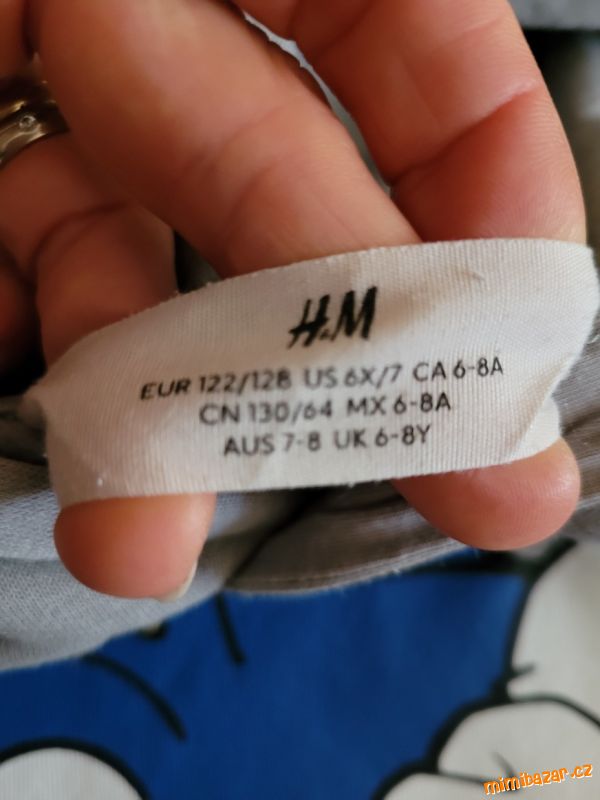 H&M
EUR 122/128 US 6X/7 CA 6-8A
CN 130/64 MX 6-8A
AUS 7-8 UK 6-8Y
mimibazar.cz